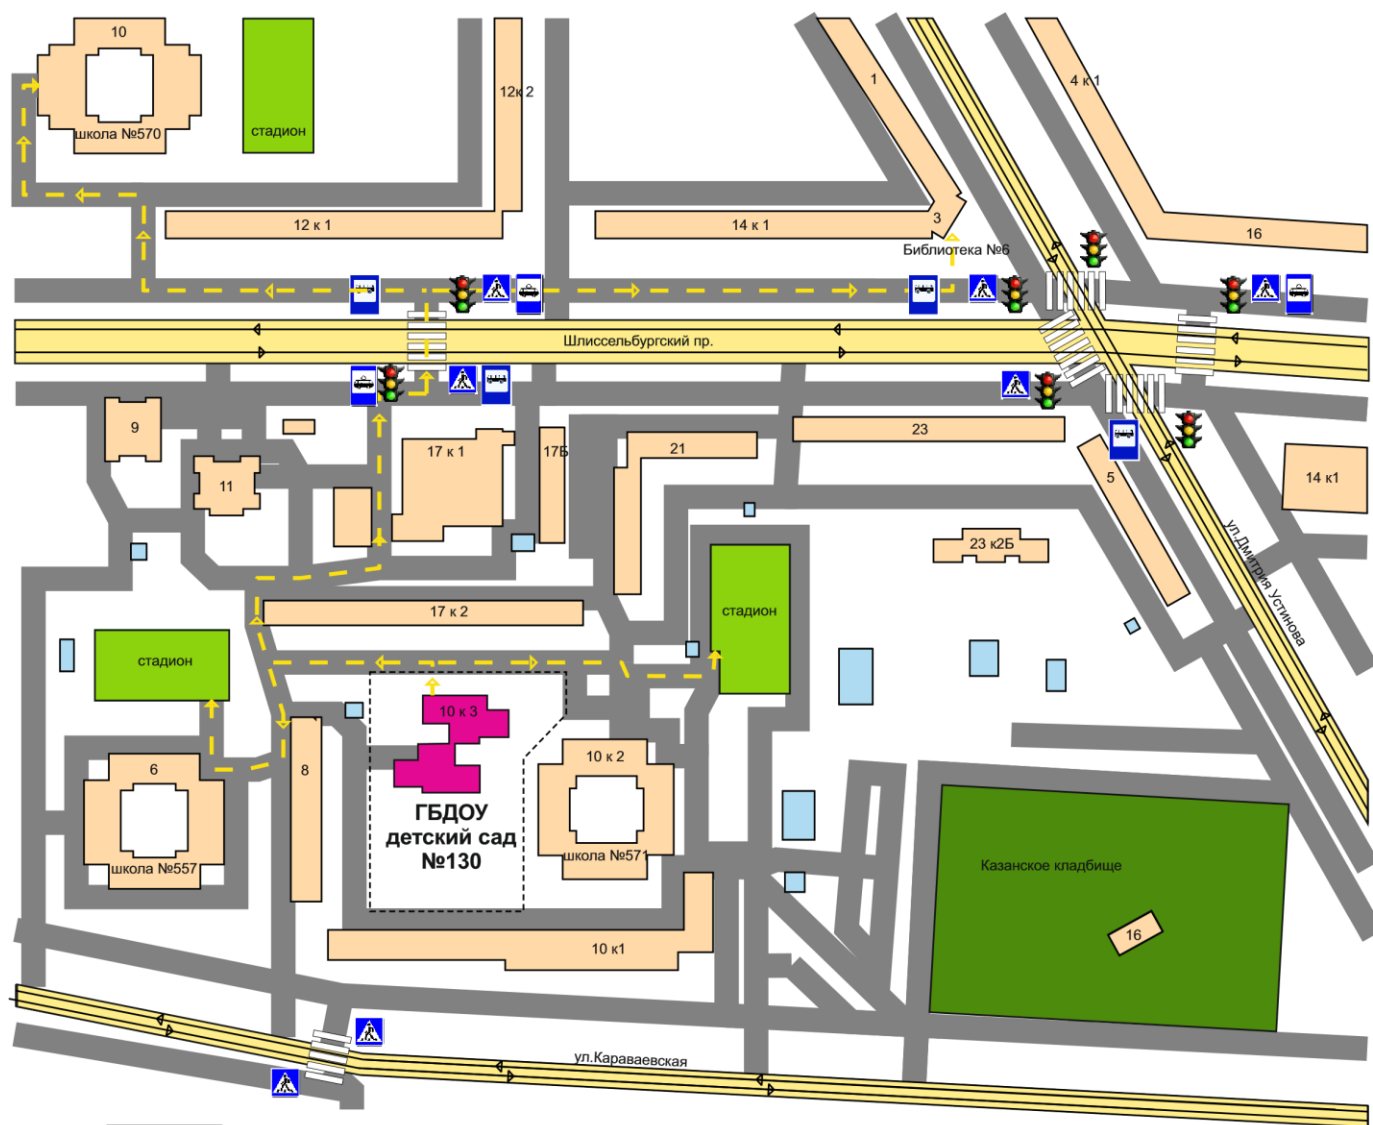 10
школа №570
стадион
12к 2
12 к 1
14 к 1
1
3
Библиотека №6
4 к 1
16
Шлиссельбургский пр.
9
11
17 к 1
17Б
21
23
5
14 к1
23 к2Б
ул.Дмитрия Устинова
17 к 2
стадион
стадион
10 к 3
6
школа №557
8
ГБДОУ
детский сад
№130
10 к 2
школа №571
10 к1
Казанское кладбище
16
ул.Караваевская